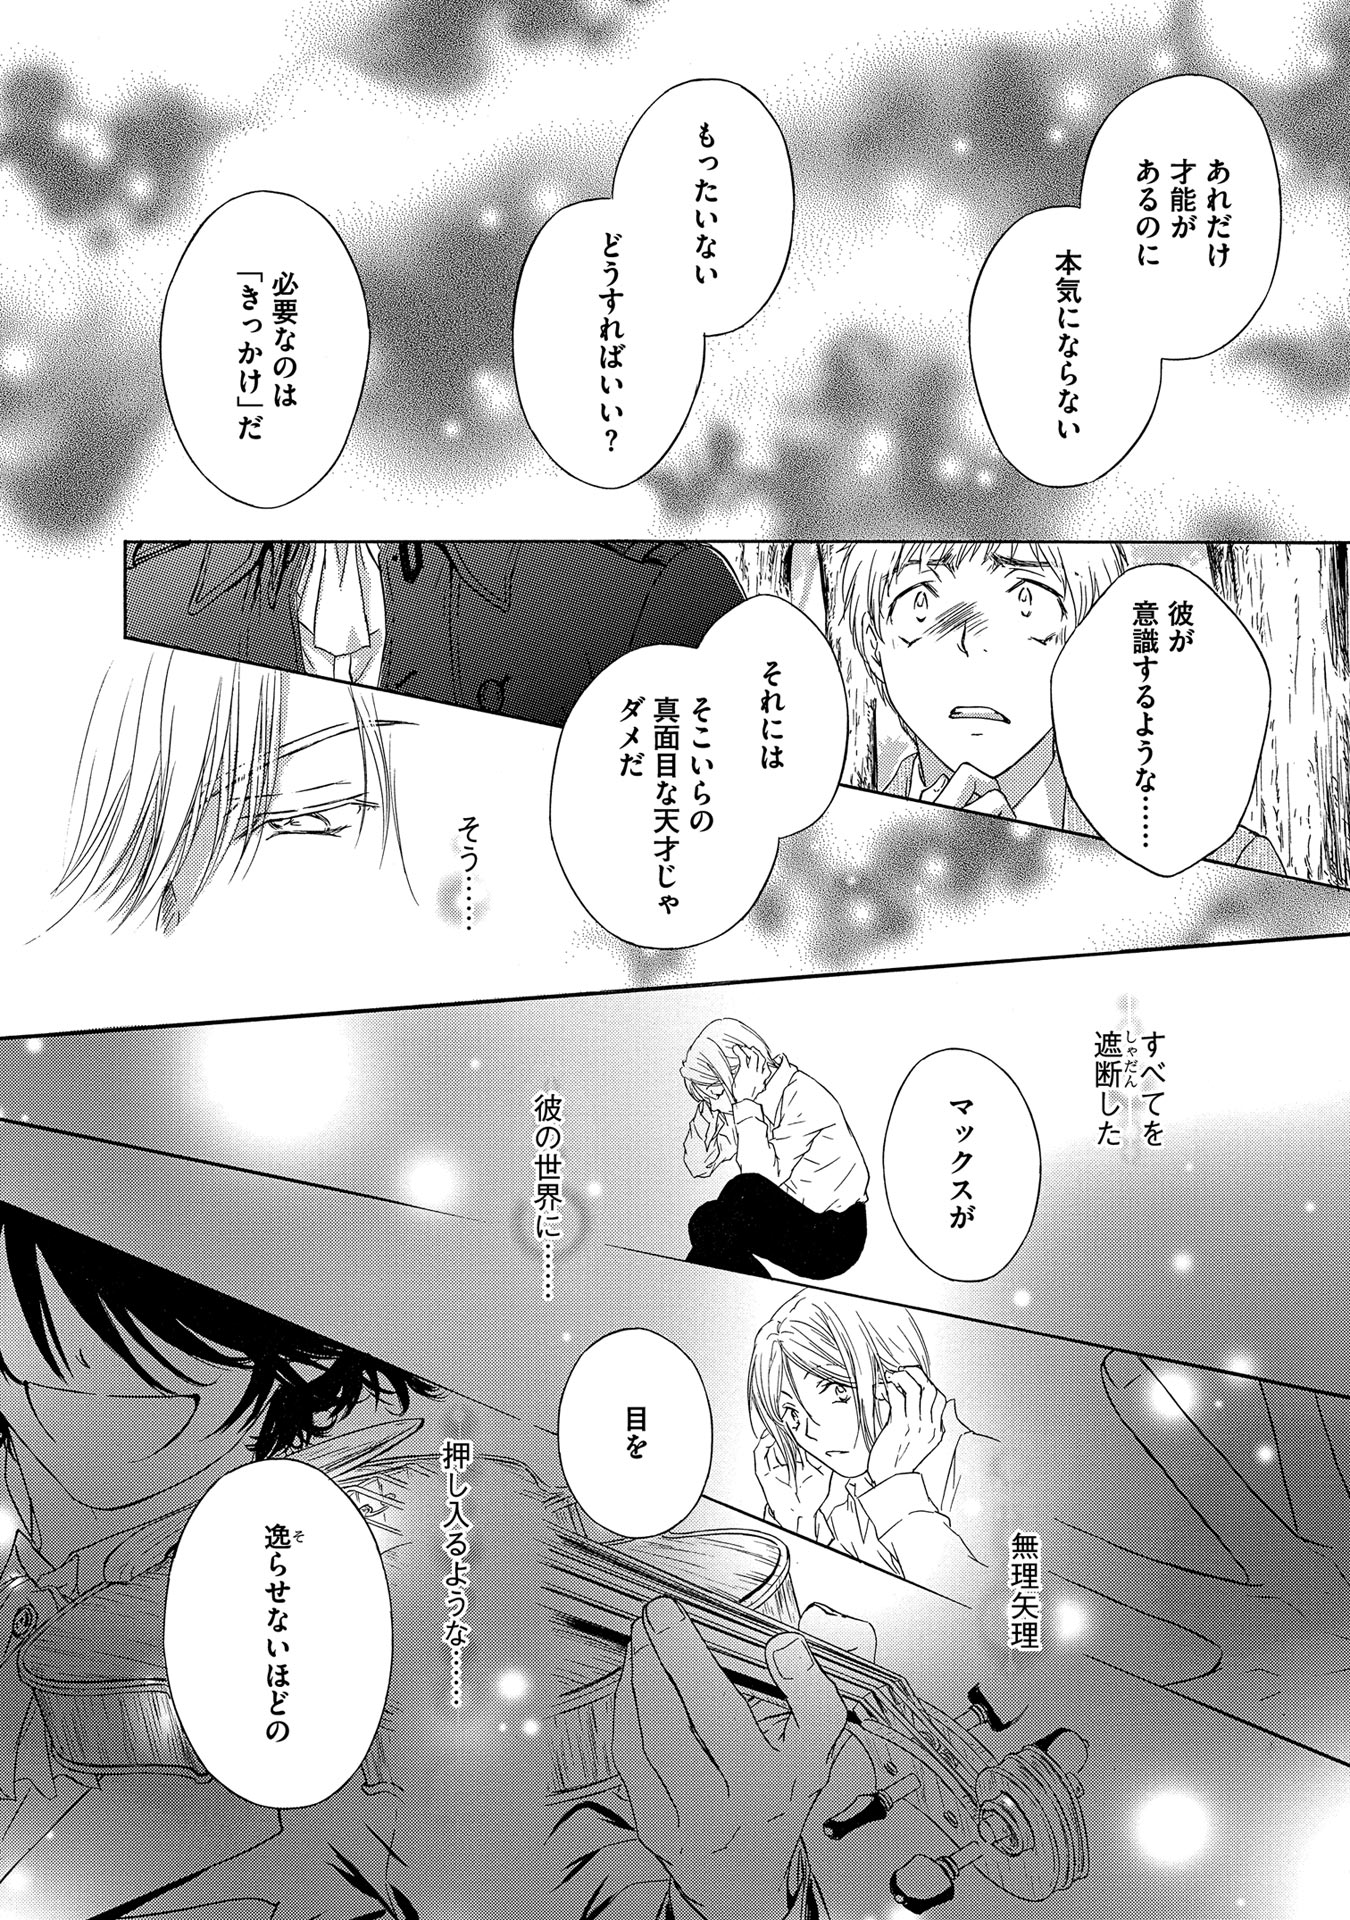 あれだけ
才能が
あるのに
本気にならない
もったいない
どうすればいい?
必要なのは
「きっかけ」だ
彼が
意識するような……
それには
そこいらの
真面目な天才じゃ
ダメだ
そう……
すべてを
遮断した
しゃだん
マックスが
彼の世界に……
無理矢理
目を
押し入るような……
逸らせないほどの
そ